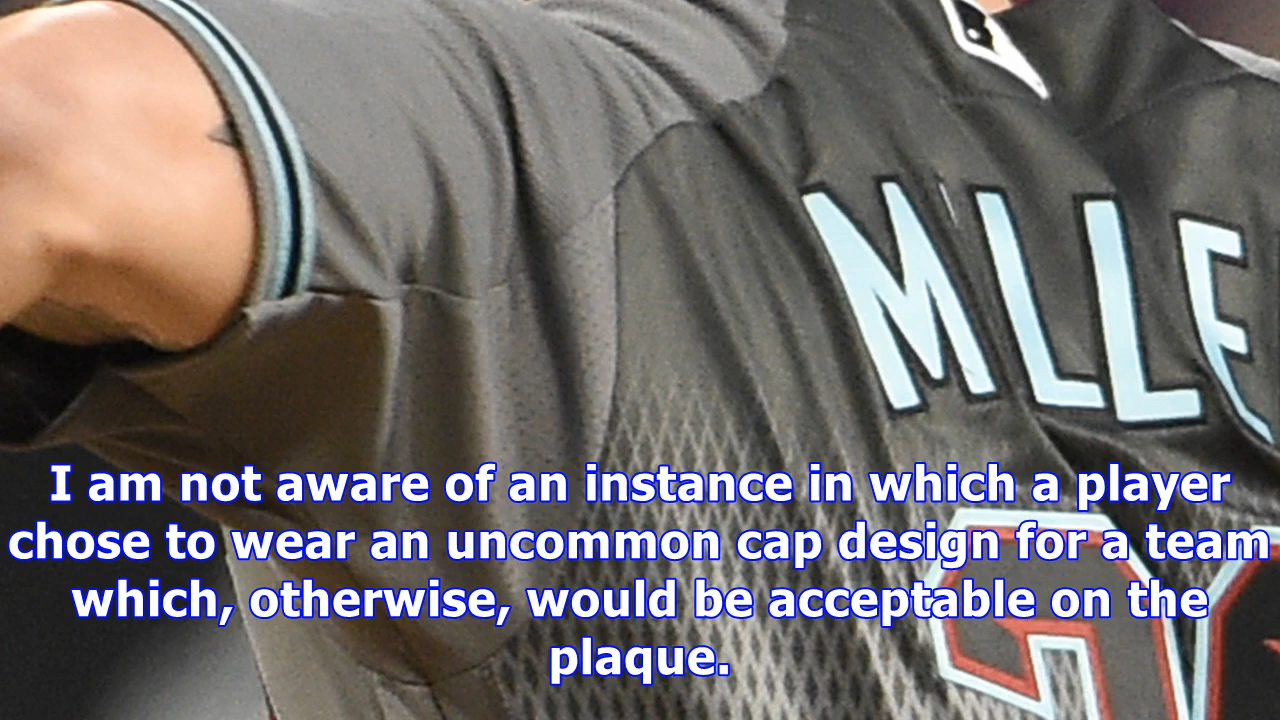 MLLE
I am not aware of an instance in which a player
chose to wear an uncommon cap design for a team
which, otherwise, would be acceptable on the
plaque.